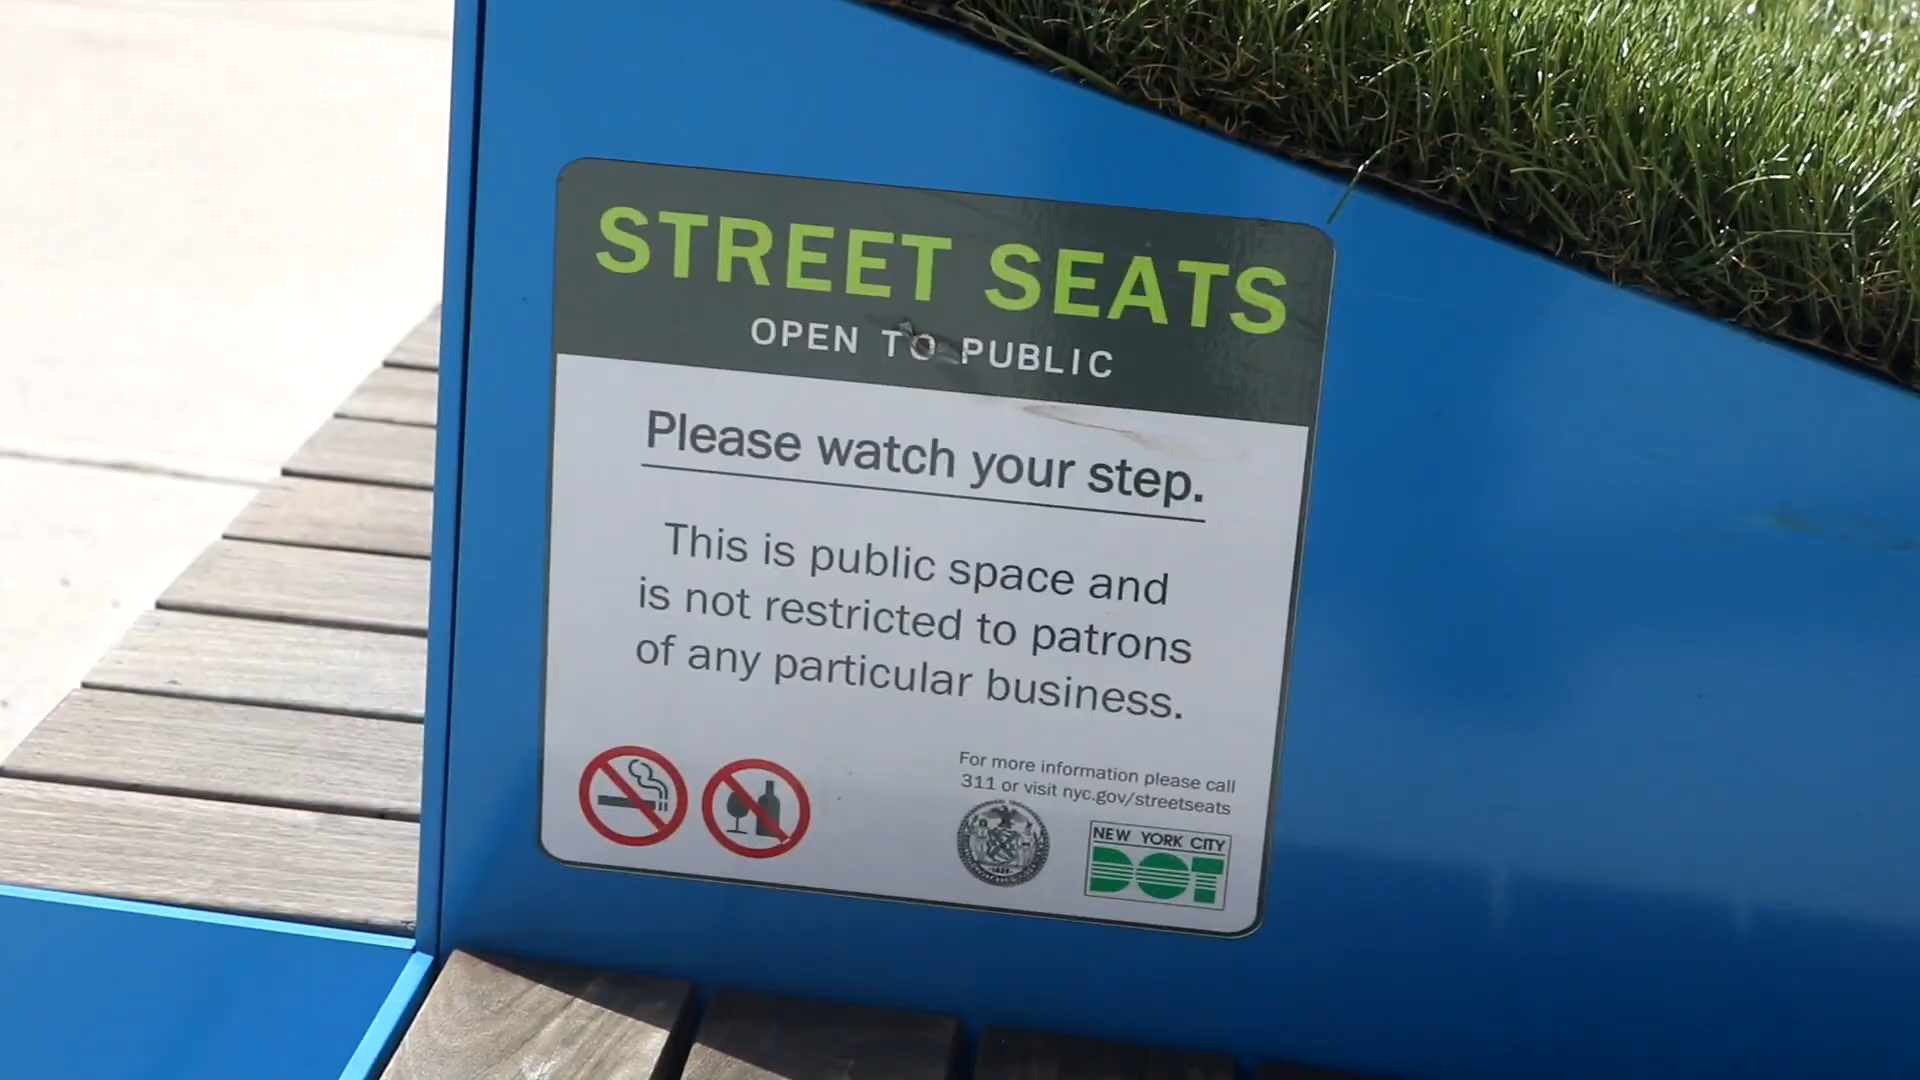 STREET SEATS
OPEN TO PUBLIC
Please watch your step.
This is public space and
is not restricted to patrons
of any particular business.
For more information please call
311 or visit nyc.gov/streetseats
NEW YORK CITY
DOT